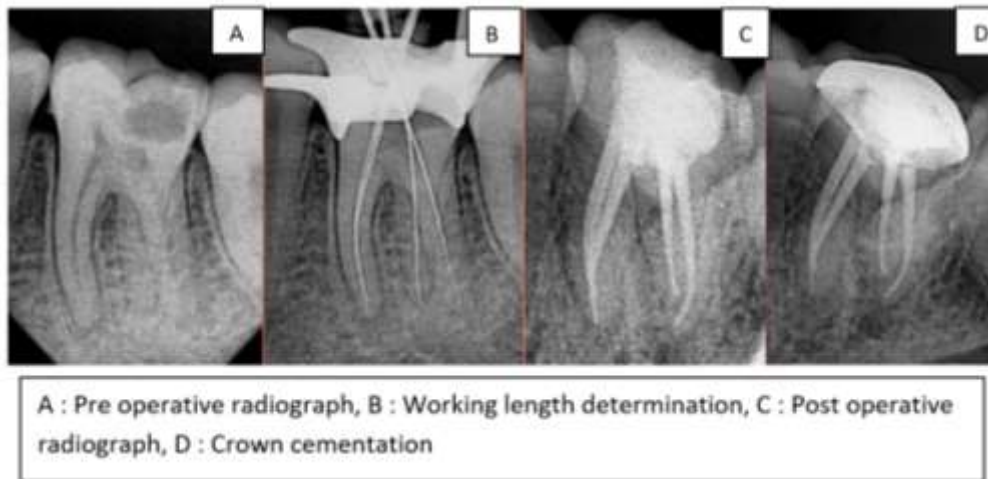 A
B
C
D
A : Pre operative radiograph, B : Working length determination, C : Post operative
radiograph, D : Crown cementation